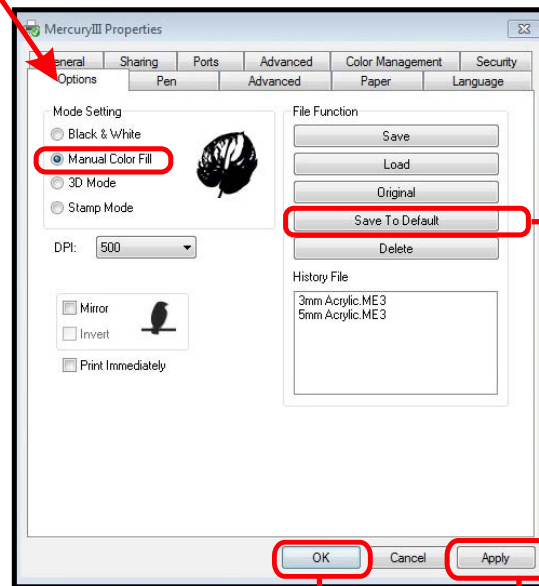 MercuryIII Properties
General Sharing Ports Advanced Color Management Security
Options Pen Advanced Paper Language
Mode Setting
Black & White
Manual Color Fill
3D Mode
Stamp Mode
DPI: 500
Mirror
Invert
Print Immediately
File Function
Save
Load
Original
Save To Default
Delete
History File
3mm Acrylic.ME3
5mm Acrylic.ME3
OK Cancel Apply